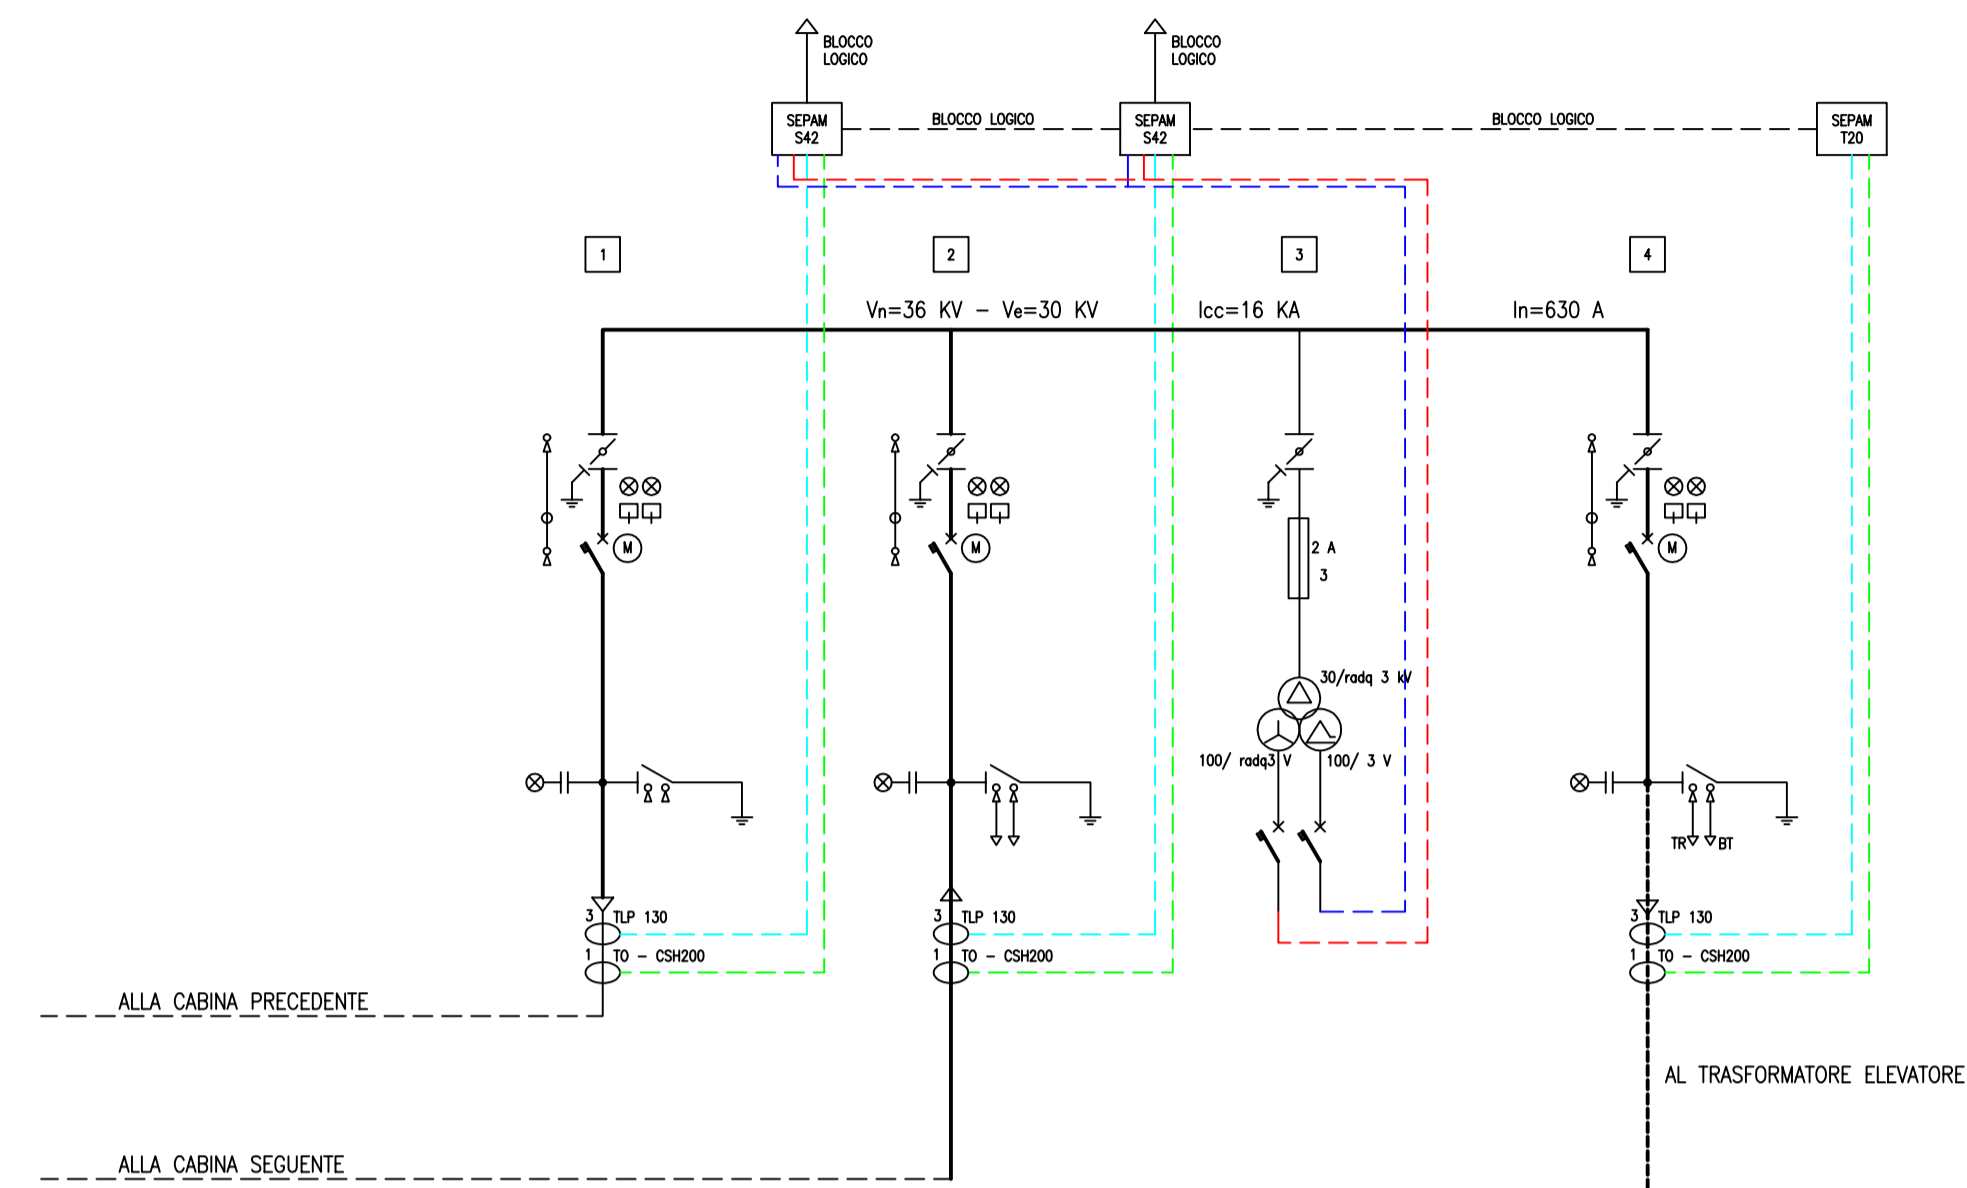 BLOCCO
LOGICO
BLOCCO
LOGICO
SEPAM
S42
BLOCCO LOGICO
SEPAM
S42
BLOCCO LOGICO
SEPAM
T20
1
2
3
4
Vn=36 KV - Ve=30 KV
Icc=16 KA
In=630 A
M
M
2 A
3
M
30/radq 3 kV
100/ radq3 V
100/ 3 V
TR
BT
3 TLP 130
1 TO - CSH200
3 TLP 130
1 TO - CSH200
3 TLP 130
1 TO - CSH200
ALLA CABINA PRECEDENTE
AL TRASFORMATORE ELEVATORE
ALLA CABINA SEGUENTE